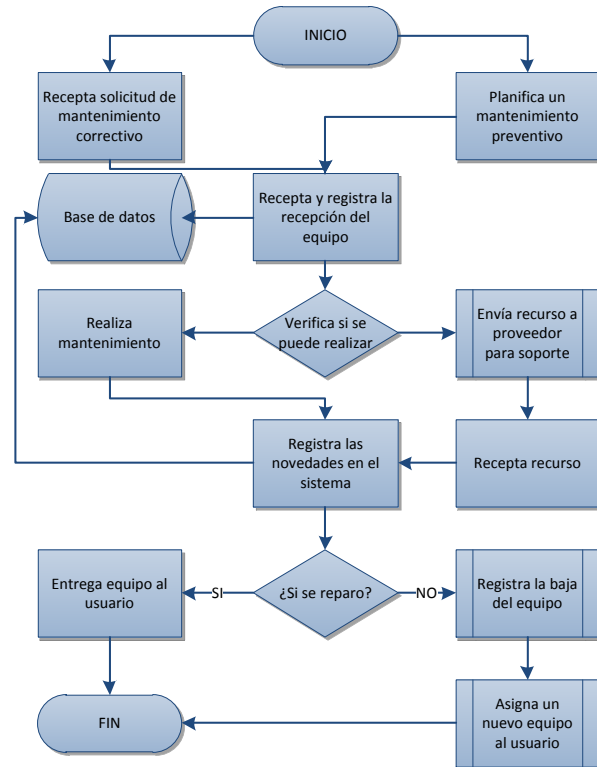 INICIO
Recepta solicitud de
mantenimiento
correctivo
Planifica un
mantenimiento
preventivo
Base de datos
Recepta y registra la
recepción del
equipo
Realiza
mantenimiento
Verifica si se
puede realizar
Envía recurso a
proveedor
para soporte
Registra las
novedades en el
sistema
Recepta recurso
Entrega equipo al
usuario
SI
¿Si se reparo?
NO
Registra la baja
del equipo
FIN
Asigna un
nuevo equipo
al usuario